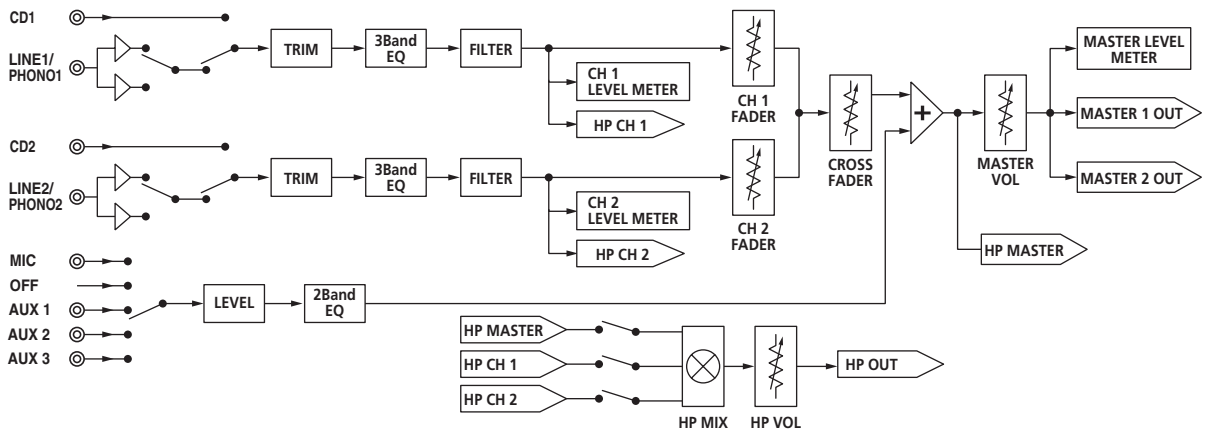 CD1
LINE1/
PHONO1
TRIM
3Band
EQ
FILTER
CH 1
LEVEL METER
HP CH 1
CH 1
FADER
CD2
LINE2/
PHONO2
TRIM
3Band
EQ
FILTER
CH 2
LEVEL METER
HP CH 2
CH 2
FADER
CROSS
FADER
+
MASTER
VOL
MASTER LEVEL
METER
MASTER 1 OUT
MASTER 2 OUT
HP MASTER
MIC
OFF
AUX 1
AUX 2
AUX 3
LEVEL
2Band
EQ
HP MASTER
HP CH 1
HP CH 2
HP MIX
HP VOL
HP OUT